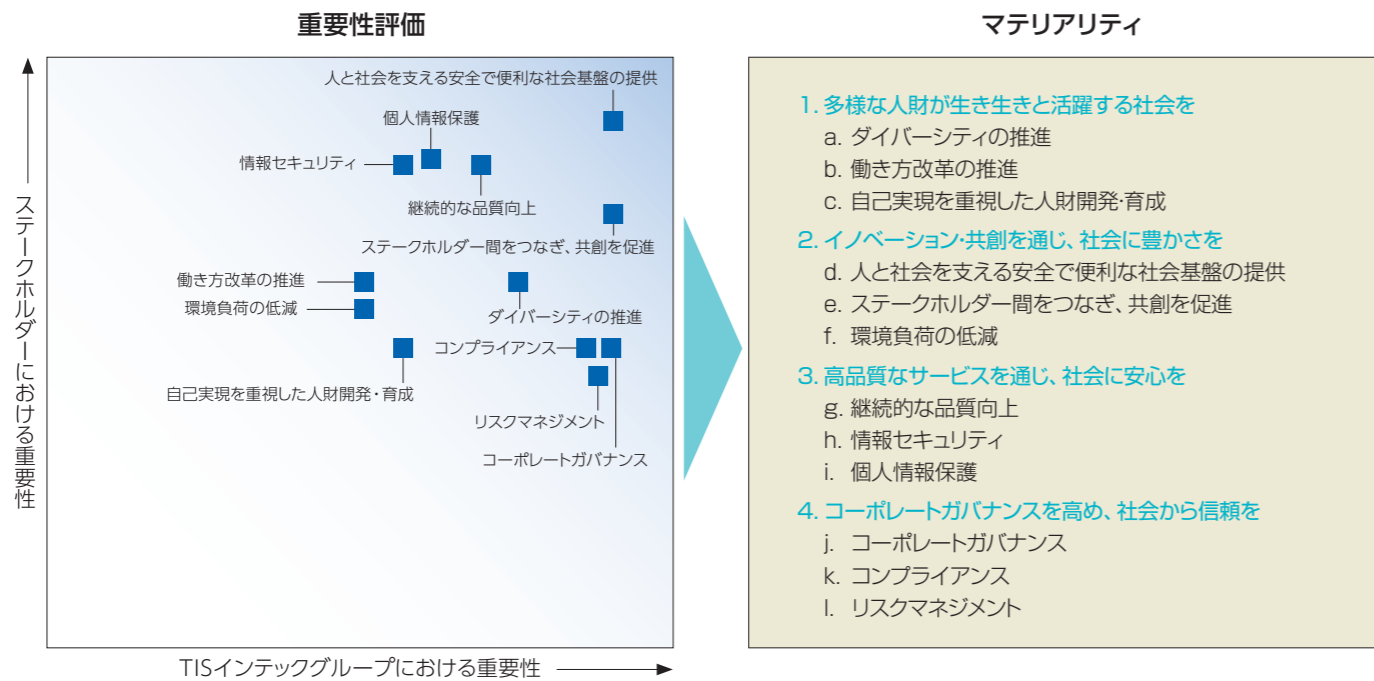 重要性評価
人と社会を支える安全で便利な社会基盤の提供
個人情報保護
情報セキュリティ
継続的な品質向上
ステークホルダー間をつなぎ、共創を促進
働き方改革の推進
環境負荷の低減
ダイバーシティの推進
コンプライアンス
自己実現を重視した人財開発・育成
リスクマネジメント
コーポレートガバナンス
ステークホルダーにおける重要性
TISインテックグループにおける重要性
マテリアリティ
1. 多様な人財が生き生きと活躍する社会を
a. ダイバーシティの推進
b. 働き方改革の推進
c. 自己実現を重視した人財開発・育成
2. イノベーション・共創を通じ、社会に豊かさを
d. 人と社会を支える安全で便利な社会基盤の提供
e. ステークホルダー間をつなぎ、共創を促進
f. 環境負荷の低減
3. 高品質なサービスを通じ、社会に安心を
g. 継続的な品質向上
h. 情報セキュリティ
i. 個人情報保護
4. コーポレートガバナンスを高め、社会から信頼を
j. コーポレートガバナンス
k. コンプライアンス
l. リスクマネジメント